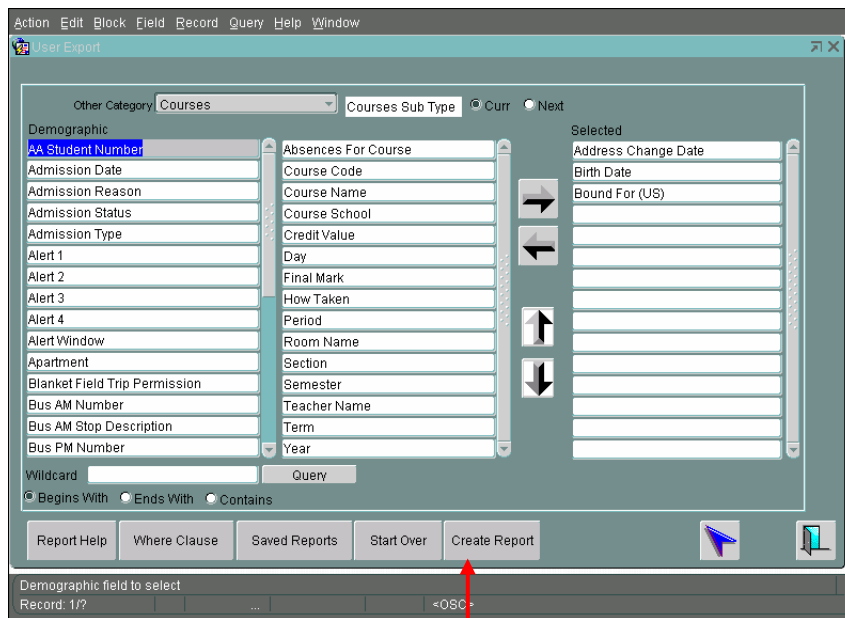 Action Edit Block Field Record Query Help Window
User Export
Other Category Courses Courses Sub Type Curr Next
Demographic Selected
AA Student Number Absences For Course Address Change Date
Admission Date Course Code Birth Date
Admission Reason Course Name Bound For (US)
Admission Status Course School
Admission Type Credit Value
Alert 1 Day
Alert 2 Final Mark
Alert 3 How Taken
Alert 4 Period
Alert Window Room Name
Apartment Section
Blanket Field Trip Permission Semester
Bus AM Number Teacher Name
Bus AM Stop Description Term
Bus PM Number Year
Wildcard Query
Begins With Ends With Contains
Report Help Where Clause Saved Reports Start Over Create Report
Demographic field to select
Record: 1/? ... <OSC>